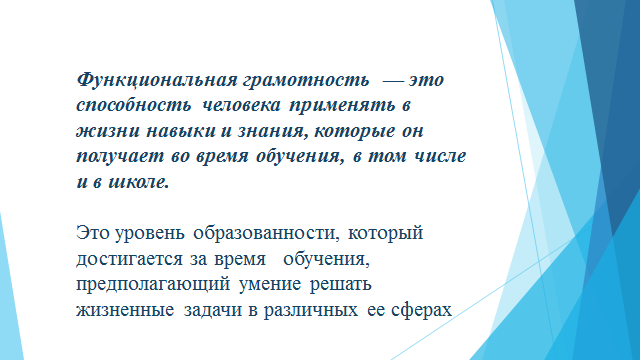 Функциональная грамотность — это
способность человека применять в
жизни навыки и знания, которые он
получает во время обучения, в том числе
и в школе.
Это уровень образованности, который
достигается за время обучения,
предполагающий умение решать
жизненные задачи в различных ее сферах